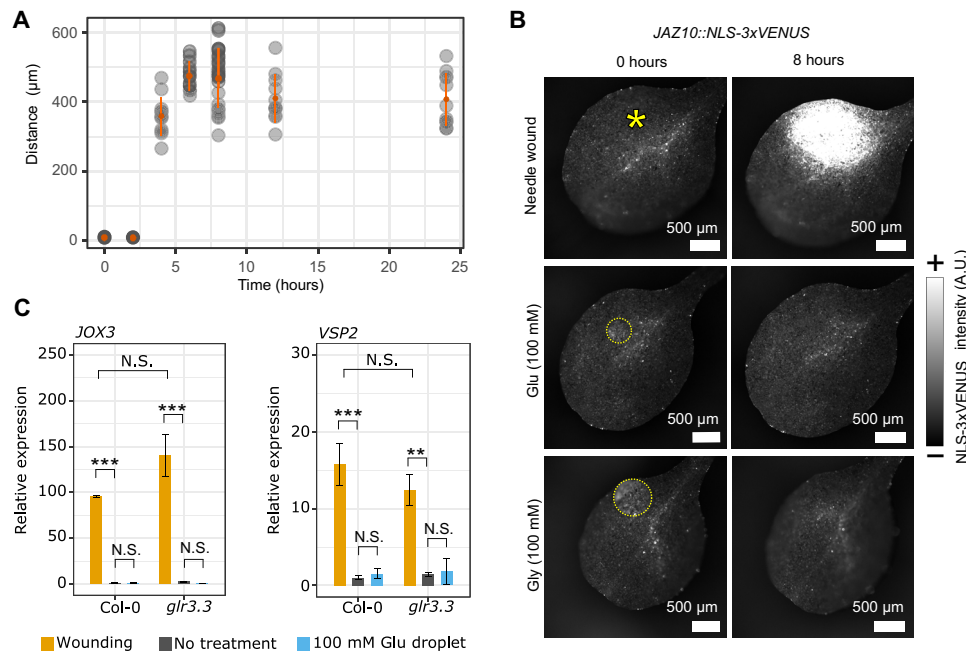 A
Distance (µm)
600
400
200
0
0
5
10
15
20
25
Time (hours)
B
JAZ10::NLS-3xVENUS
0 hours
8 hours
Needle wound
*
500 µm
500 µm
Glu (100 mM)
500 µm
500 µm
Gly (100 mM)
500 µm
500 µm
+
NLS-3xVENUS intensity (A.U.)
−
C
JOX3
Relative expression
250
200
150
100
50
0
N.S.
***
***
N.S.
N.S.
Col-0
glr3.3
VSP2
Relative expression
30
20
10
0
N.S.
***
**
N.S.
N.S.
Col-0
glr3.3
Wounding
No treatment
100 mM Glu droplet